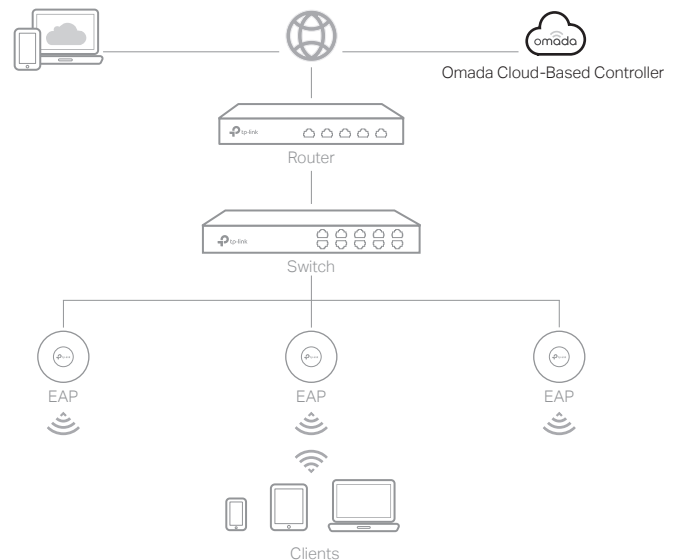 omada
Omada Cloud-Based Controller
tp-link
Router
tp-link
Switch
EAP
EAP
EAP
Clients